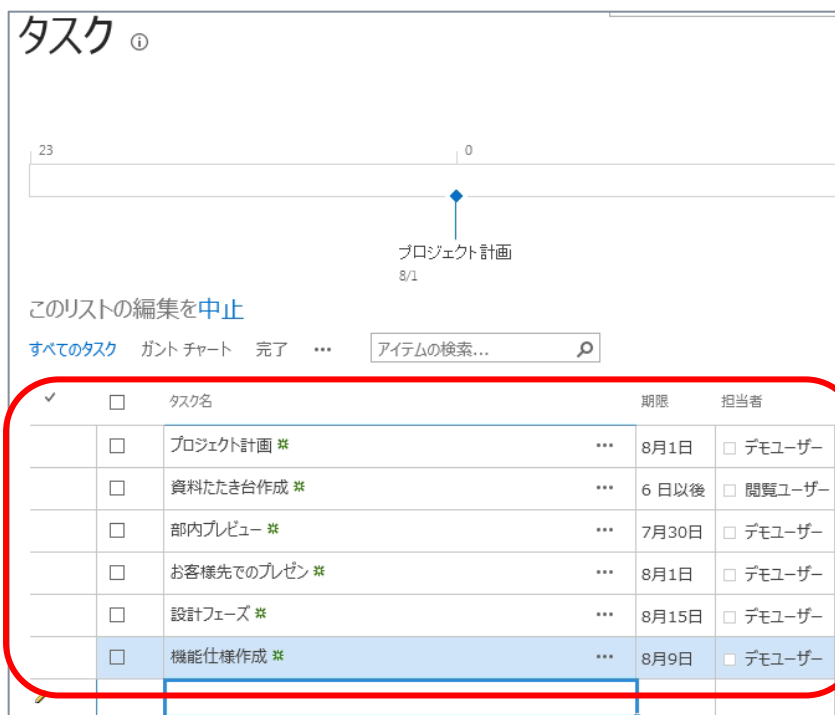 タスク
23 0
プロジェクト計画
8/1
このリストの編集を中止
すべてのタスク ガント チャート 完了 ••• アイテムの検索...
タスク名 期限 担当者
プロジェクト計画 ••• 8月1日 デモユーザー
資料たたき台作成 ••• 6 日以後 閲覧ユーザー
部内プレビュー ••• 7月30日 デモユーザー
お客様先でのプレゼン ••• 8月1日 デモユーザー
設計フェーズ ••• 8月15日 デモユーザー
機能仕様作成 ••• 8月9日 デモユーザー